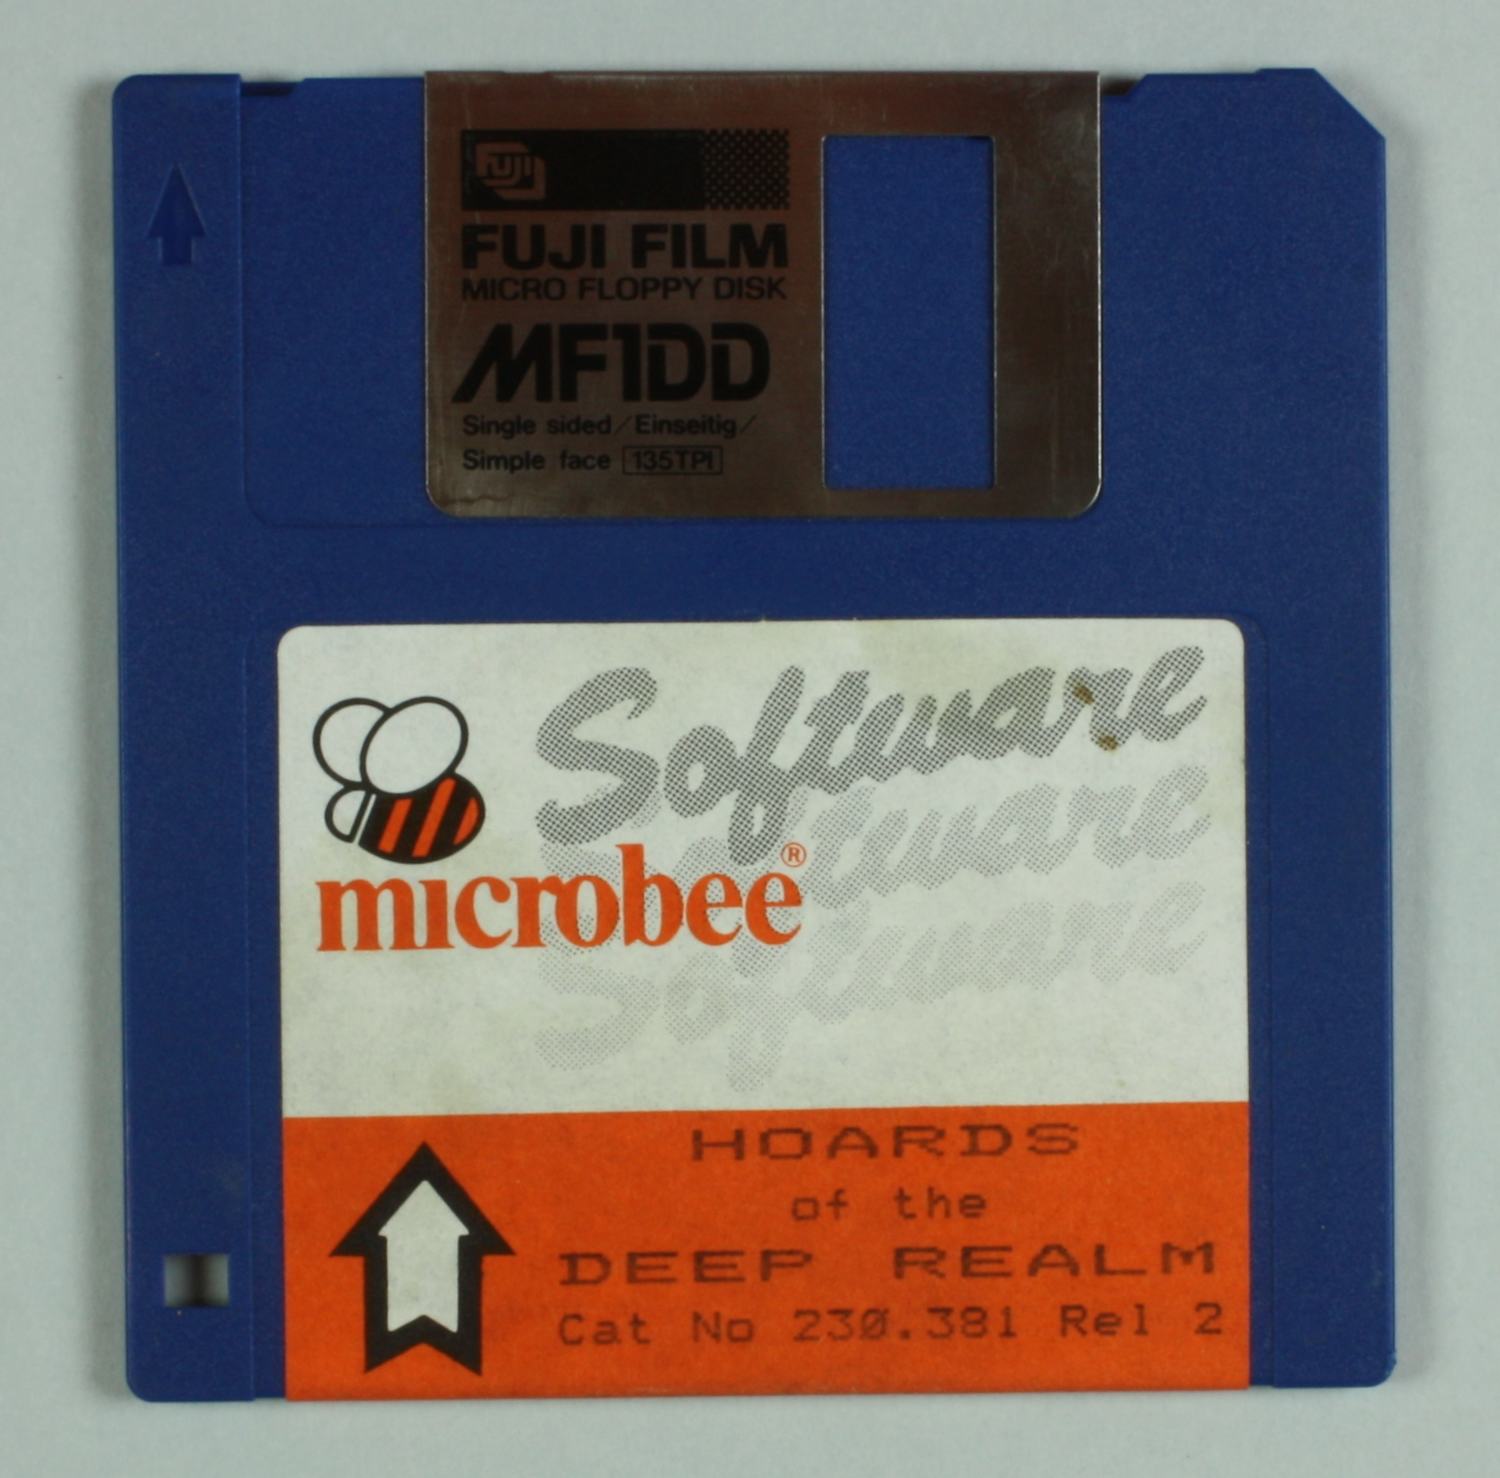 FUJI
FUJI FILM
MICRO FLOPPY DISK
MF1DD
Single sided/Einseitig/
Simple face 135TPI
Software
Software
Software
microbee®
HOARDS
of the
DEEP REALM
Cat No 230.381 Rel 2